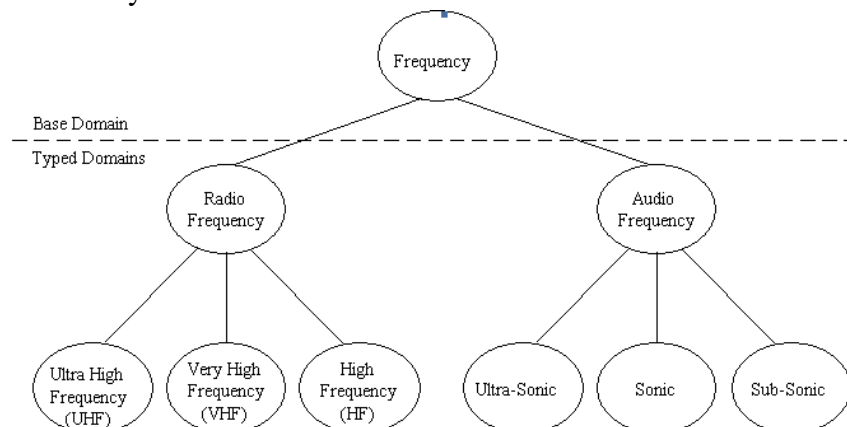 Frequency
Base Domain
Typed Domains
Radio
Frequency
Audio
Frequency
Ultra High
Frequency
(UHF)
Very High
Frequency
(VHF)
High
Frequency
(HF)
Ultra-Sonic
Sonic
Sub-Sonic